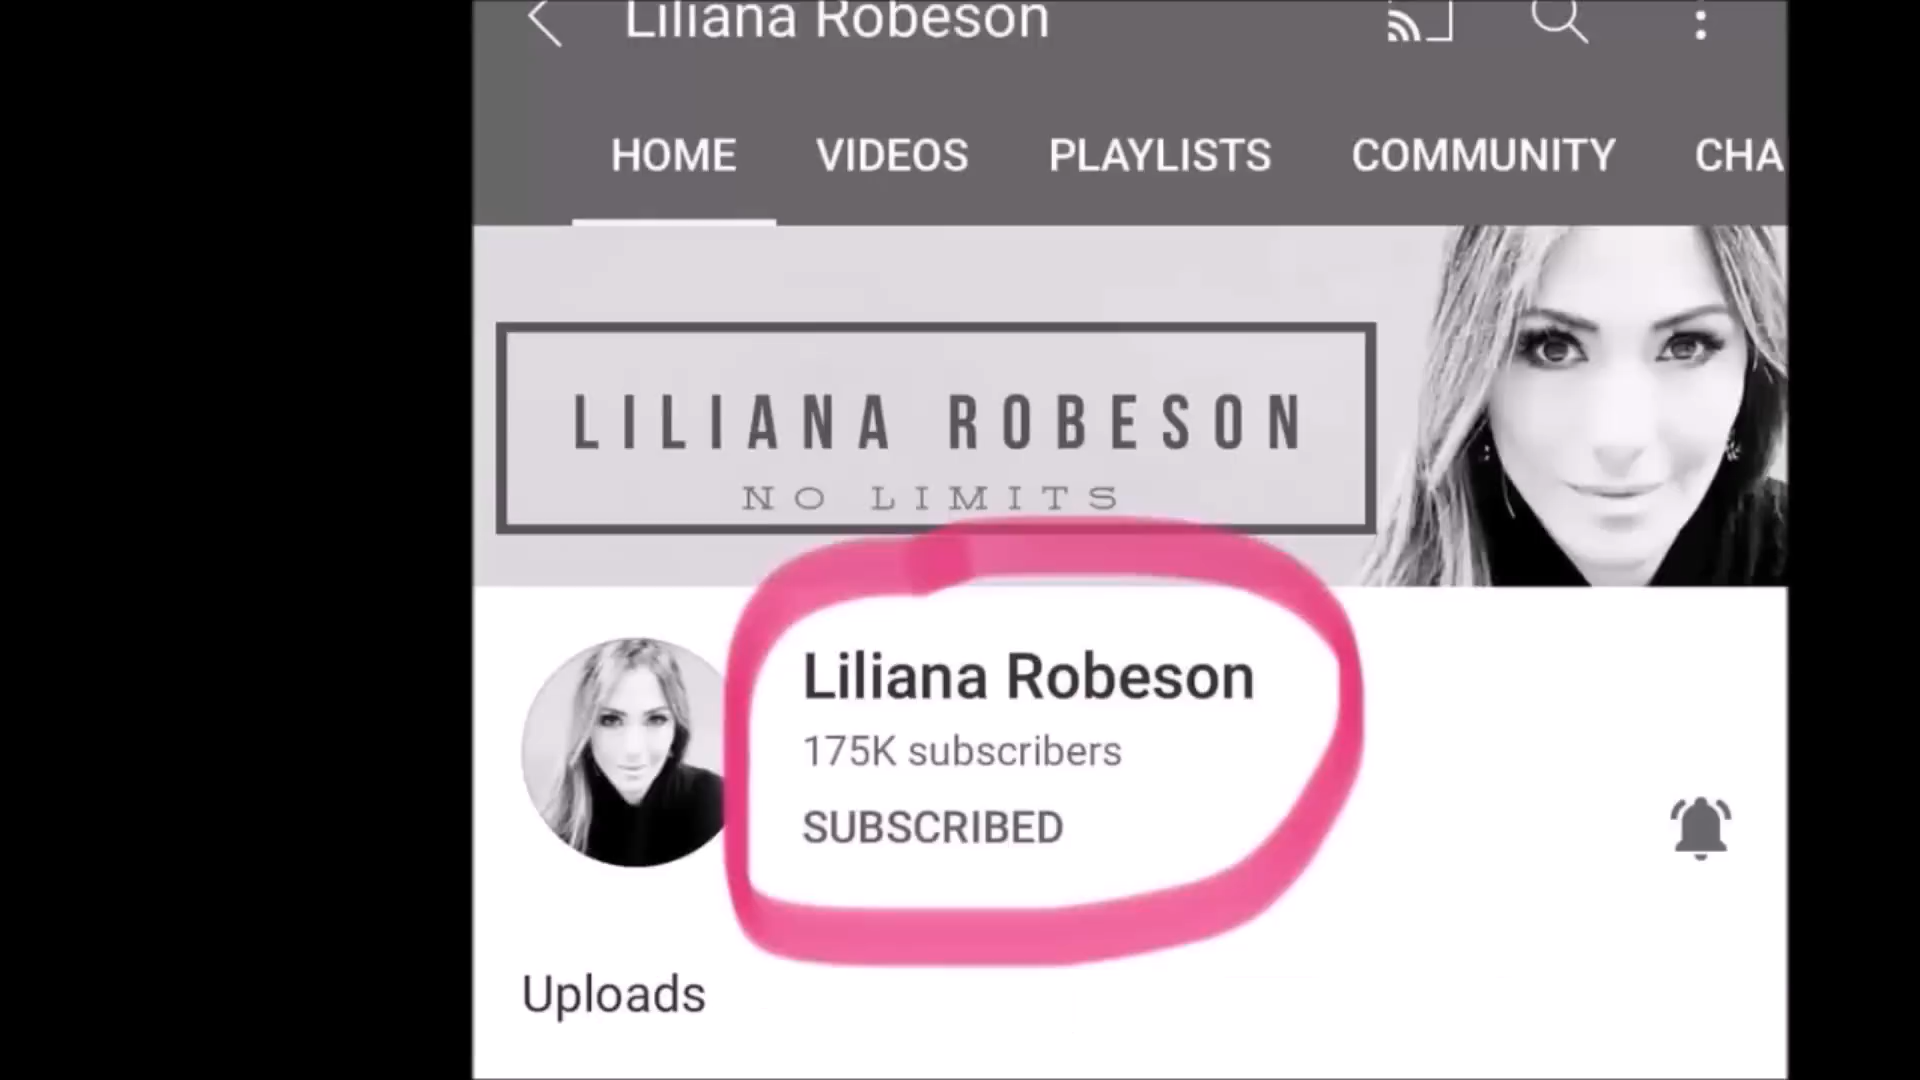 Liliana Robeson
HOME VIDEOS PLAYLISTS COMMUNITY CHA
LILIANA ROBESON
NO LIMITS
Liliana Robeson
175K subscribers
SUBSCRIBED
Uploads